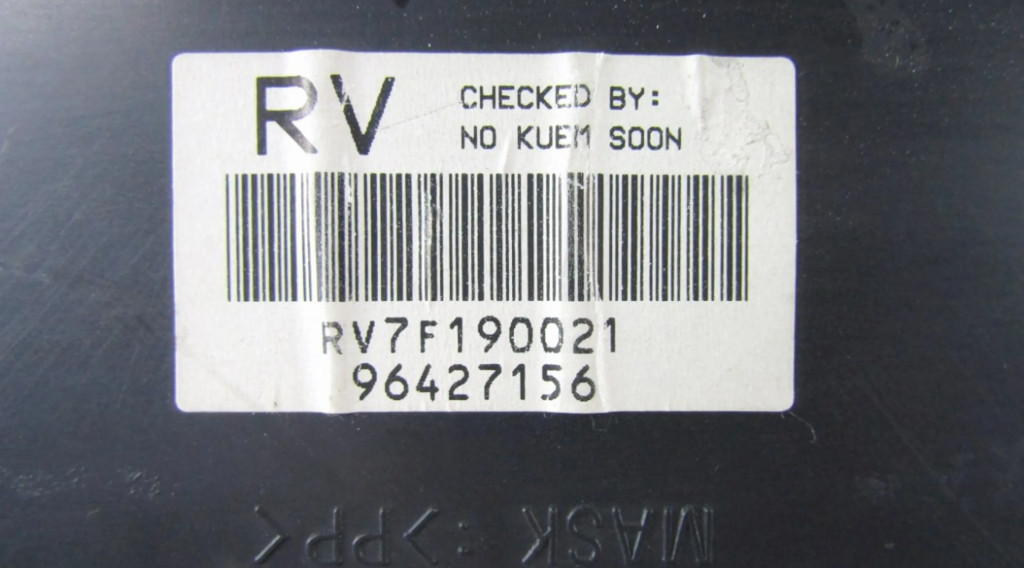 RV
CHECKED BY:
NO KUEM SOON
RV7F190021
96427156
MASK :>PP<